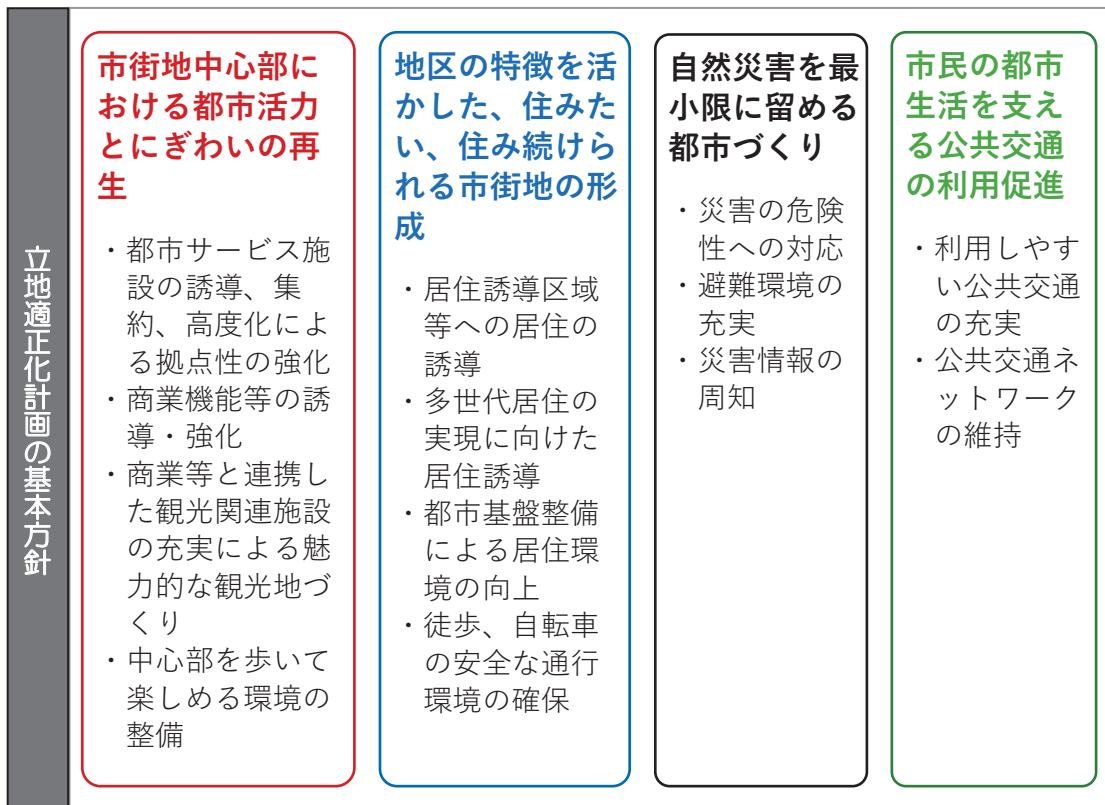 立地適正化計画の基本方針
市街地中心部に
おける都市活力
とにぎわいの再
生
・都市サービス施
設の誘導、集
約、高度化によ
る拠点性の強化
・商業機能等の誘
導・強化
・商業等と連携し
た観光関連施設
の充実による魅
力的な観光地づ
くり
・中心部を歩いて
楽しめる環境の
整備
地区の特徴を活
かした、住みた
い、住み続けら
れる市街地の形
成
・居住誘導区域
等への居住の
誘導
・多世代居住の
実現に向けた
居住誘導
・都市基盤整備
による居住環
境の向上
・徒歩、自転車
の安全な通行
環境の確保
自然災害を最
小限に留める
都市づくり
・災害の危険
性への対応
・避難環境の
充実
・災害情報の
周知
市民の都市
生活を支え
る公共交通
の利用促進
・利用しやす
い公共交通
の充実
・公共交通ネ
ットワーク
の維持